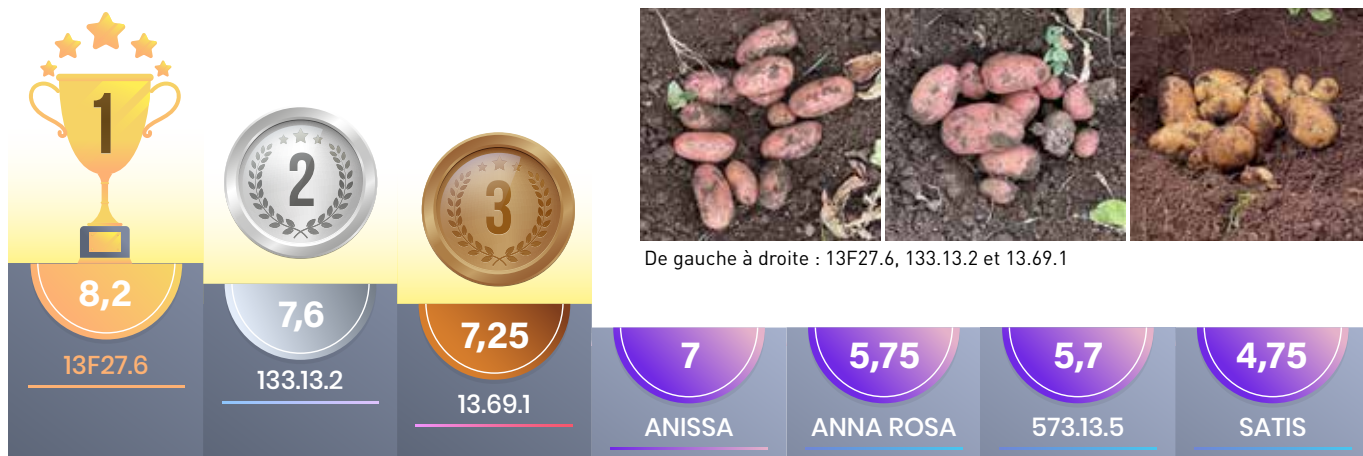 1
2
3
De gauche à droite : 13F27.6, 133.13.2 et 13.69.1
8,2
13F27.6
7,6
133.13.2
7,25
13.69.1
7
ANISSA
5,75
ANNA ROSA
5,7
573.13.5
4,75
SATIS